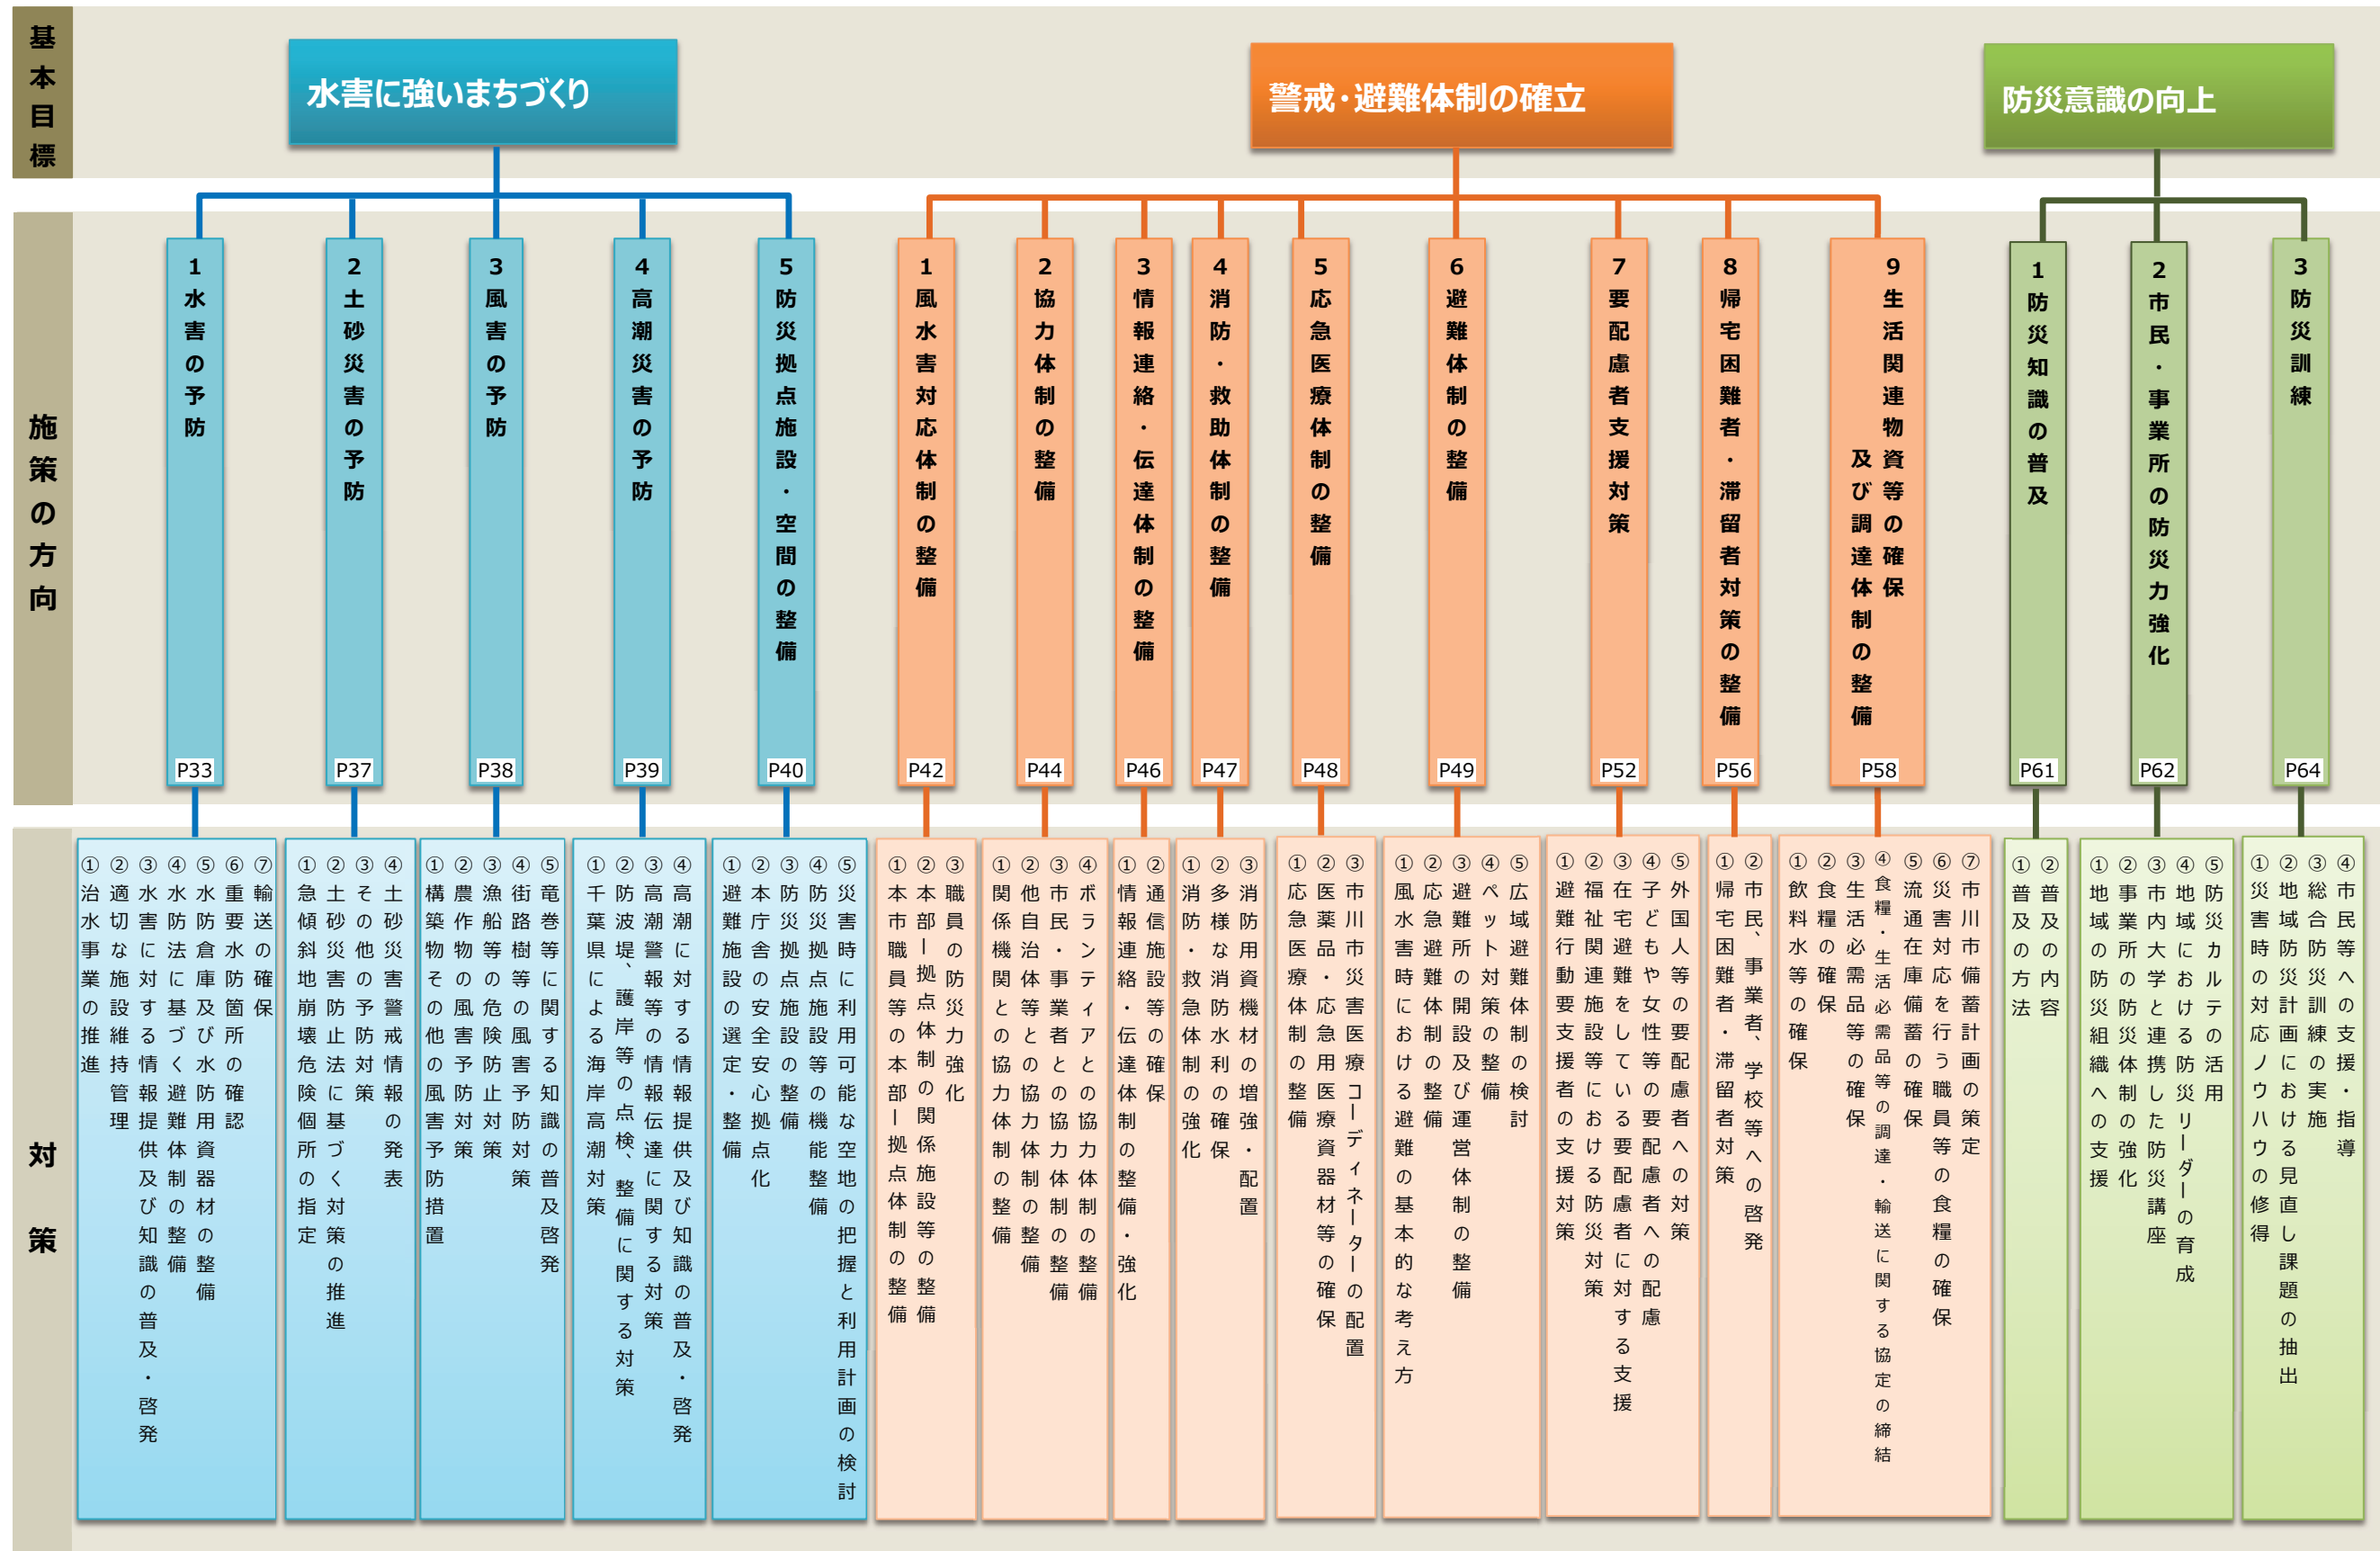 基本目標
水害に強いまちづくり
警戒・避難体制の確立
防災意識の向上
施策の方向
1水害の予防
P33
2土砂災害の予防
P37
3風害の予防
P38
4高潮災害の予防
P39
5防災拠点施設・空間の整備
P40
1風水害対応体制の整備
P42
2協力体制の整備
P44
3情報連絡・伝達体制の整備
P46
4消防・救助体制の整備
P47
5応急医療体制の整備
P48
6避難体制の整備
P49
7要配慮者支援対策
P52
8帰宅困難者・滞留者対策の整備
P56
9生活関連物資等の確保
及び調達体制の整備
P58
1防災知識の普及
P61
2市民・事業所の防災力強化
P62
3防災訓練
P64
対策
①治水事業の推進
②適切な施設維持管理
③水害に対する情報提供及び知識の普及・啓発
④水防法に基づく避難体制の整備
⑤水防倉庫及び水防用資器材の整備
⑥重要水防箇所の確認
⑦輸送の確保
①急傾斜地崩壊危険個所の指定
②土砂災害防止法に基づく対策の推進
③その他の予防対策
④土砂災害警戒情報の発表
①構築物その他の風害予防措置
②農作物の風害予防対策
③漁船等の危険防止対策
④街路樹等の風害予防対策
⑤竜巻等に関する知識の普及啓発
①千葉県による海岸高潮対策
②防波堤、護岸等の点検、整備に関する対策
③高潮警報等の情報伝達に関する対策
④高潮に対する情報提供及び知識の普及・啓発
①避難施設の選定・整備
②本庁舎の安全安心拠点化
③防災拠点施設の整備
④防災拠点施設等の機能整備
⑤災害時に利用可能な空地の把握と利用計画の検討
①本市職員等の本部ー拠点体制の整備
②本部ー拠点体制の関係施設等の整備
③職員の防災力強化
①関係機関との協力体制の整備
②他自治体等との協力体制の整備
③市民・事業者との協力体制の整備
④ボランティアとの協力体制の整備
①情報連絡・伝達体制の整備・強化
②通信施設等の確保
①消防・救急体制の強化
②多様な消防水利の確保
③消防用資機材の増強・配置
①応急医療体制の整備
②医薬品・応急用医療資器材等の確保
③市川市災害医療コーディネーターの配置
①風水害時における避難の基本的な考え方
②応急避難体制の整備
③避難所の開設及び運営体制の整備
④ペット対策の整備
⑤広域避難体制の検討
①避難行動要支援者の支援対策
②福祉関連施設等における防災対策
③在宅避難をしている要配慮者に対する支援
④子どもや女性等の要配慮者への配慮
⑤外国人等の要配慮者への対策
①帰宅困難者・滞留者対策
②市民、事業者、学校等への啓発
①飲料水等の確保
②食糧の確保
③生活必需品等の確保
④食糧・生活必需品等の調達・輸送に関する協定の締結
⑤流通在庫備蓄の確保
⑥災害対応を行う職員等の食糧の確保
⑦市川市備蓄計画の策定
①普及の方法
②普及の内容
①地域の防災組織への支援
②事業所の防災体制の強化
③市内大学と連携した防災講座
④地域における防災リーダーの育成
⑤防災カルテの活用
①災害時の対応ノウハウの修得
②地域防災計画における見直し課題の抽出
③総合防災訓練の実施
④市民等への支援・指導